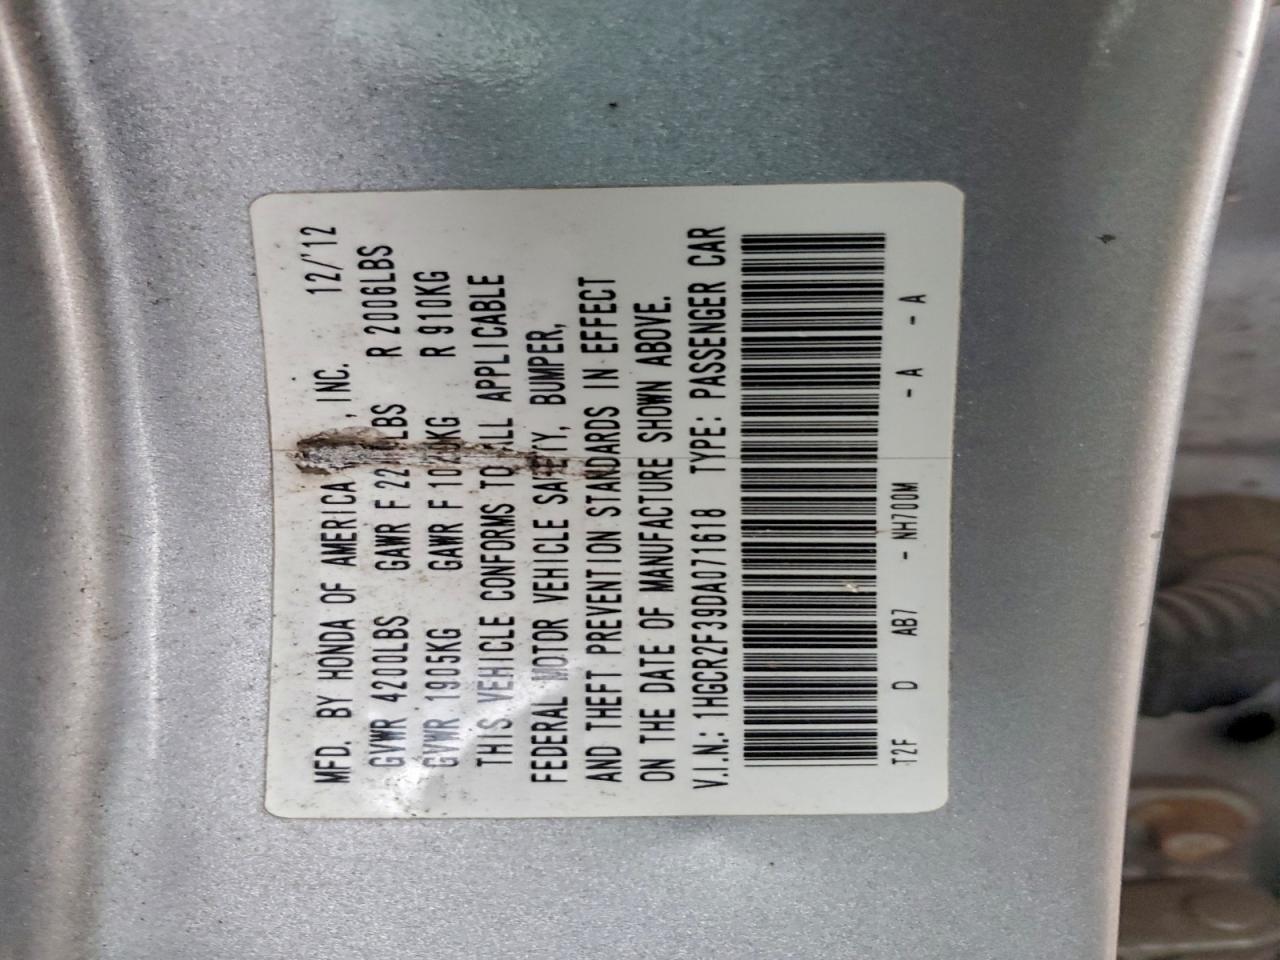 MFD. BY HONDA OF AMERICA, INC. 12/'12
GVWR 4200LBS GAWR F 22 LBS R 2006LBS
GVWR 1905KG GAWR F 10 KG R 910KG
THIS VEHICLE CONFORMS TO ALL APPLICABLE
FEDERAL MOTOR VEHICLE SAFETY, BUMPER,
AND THEFT PREVENTION STANDARDS IN EFFECT
ON THE DATE OF MANUFACTURE SHOWN ABOVE.
V.I.N.: 1HGCR2F39DA071618 TYPE: PASSENGER CAR
T2F D AB7 - NH700M - A - A